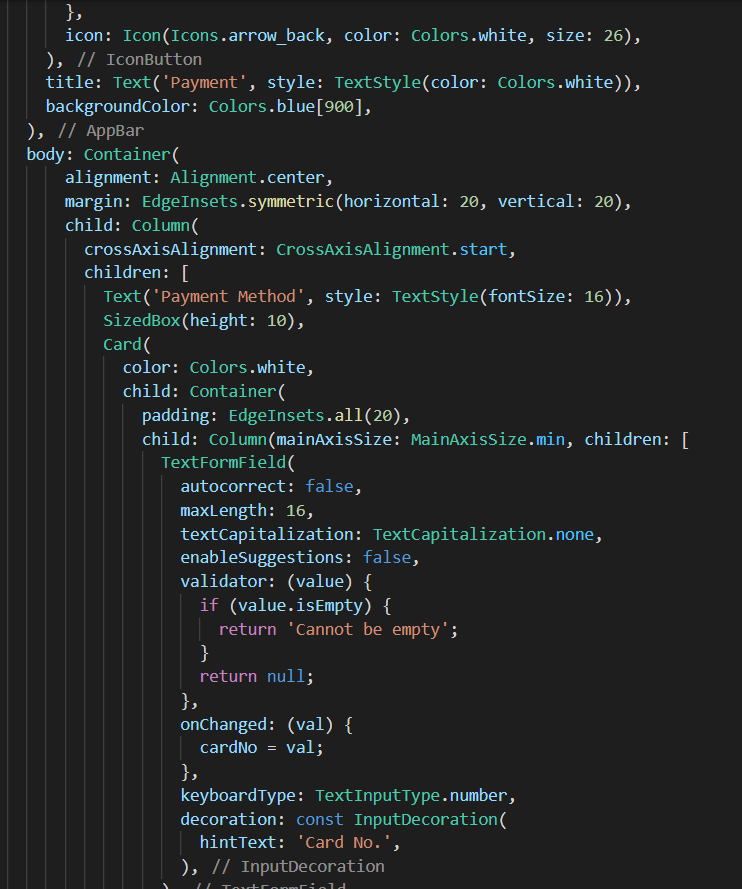 },
icon: Icon(Icons.arrow_back, color: Colors.white, size: 26),
), // IconButton
title: Text('Payment', style: TextStyle(color: Colors.white)),
backgroundColor: Colors.blue[900],
), // AppBar
body: Container(
alignment: Alignment.center,
margin: EdgeInsets.symmetric(horizontal: 20, vertical: 20),
child: Column(
crossAxisAlignment: CrossAxisAlignment.start,
children: [
Text('Payment Method', style: TextStyle(fontSize: 16)),
SizedBox(height: 10),
Card(
color: Colors.white,
child: Container(
padding: EdgeInsets.all(20),
child: Column(mainAxisSize: MainAxisSize.min, children: [
TextFormField(
autocorrect: false,
maxLength: 16,
textCapitalization: TextCapitalization.none,
enableSuggestions: false,
validator: (value) {
if (value.isEmpty) {
return 'Cannot be empty';
}
return null;
},
onChanged: (val) {
cardNo = val;
},
keyboardType: TextInputType.number,
decoration: const InputDecoration(
hintText: 'Card No.',
), // InputDecoration
), // TextFormField